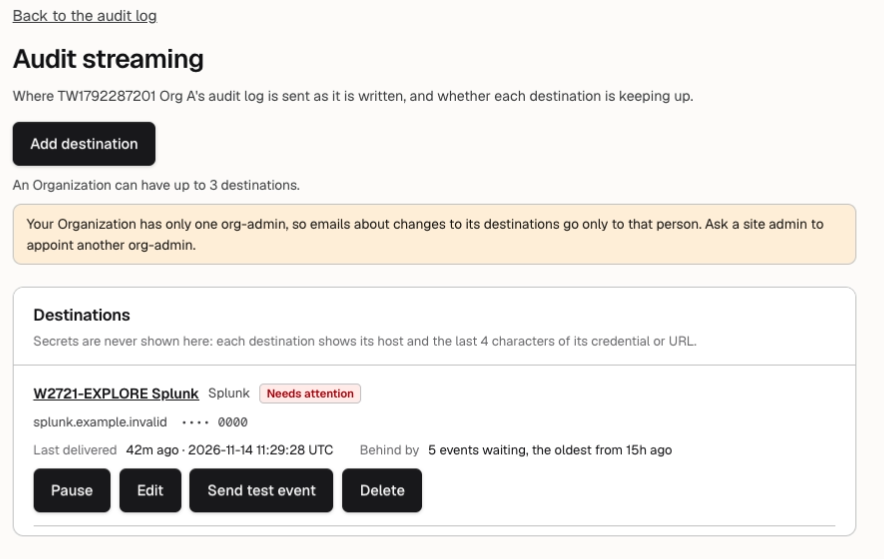 Back to the audit log
Audit streaming
Where TW1792287201 Org A's audit log is sent as it is written, and whether each destination is keeping up.
Add destination
An Organization can have up to 3 destinations.
Your Organization has only one org-admin, so emails about changes to its destinations go only to that person. Ask a site admin to
appoint another org-admin.
Destinations
Secrets are never shown here: each destination shows its host and the last 4 characters of its credential or URL.
W2721-EXPLORE Splunk Splunk Needs attention
splunk.example.invalid •••• 0000
Last delivered 42m ago · 2026-11-14 11:29:28 UTC Behind by 5 events waiting, the oldest from 15h ago
Pause Edit Send test event Delete